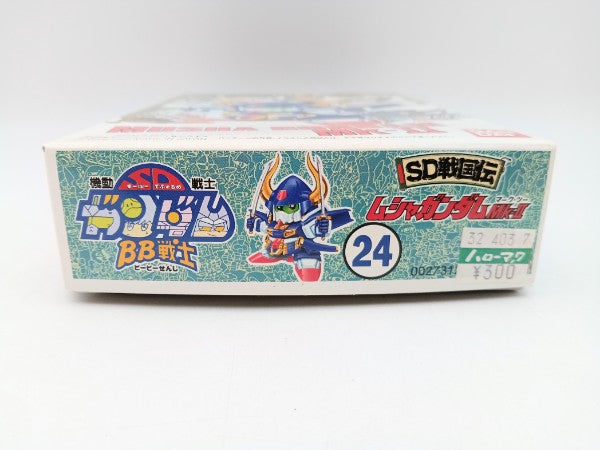 機動
SD
戦士
ガンダム
BB戦士
ビービーせんし
24
SD戦国伝
ムシャガンダムMK-Ⅱ
マークツー
32 403 7
ハローマック
¥300
002731